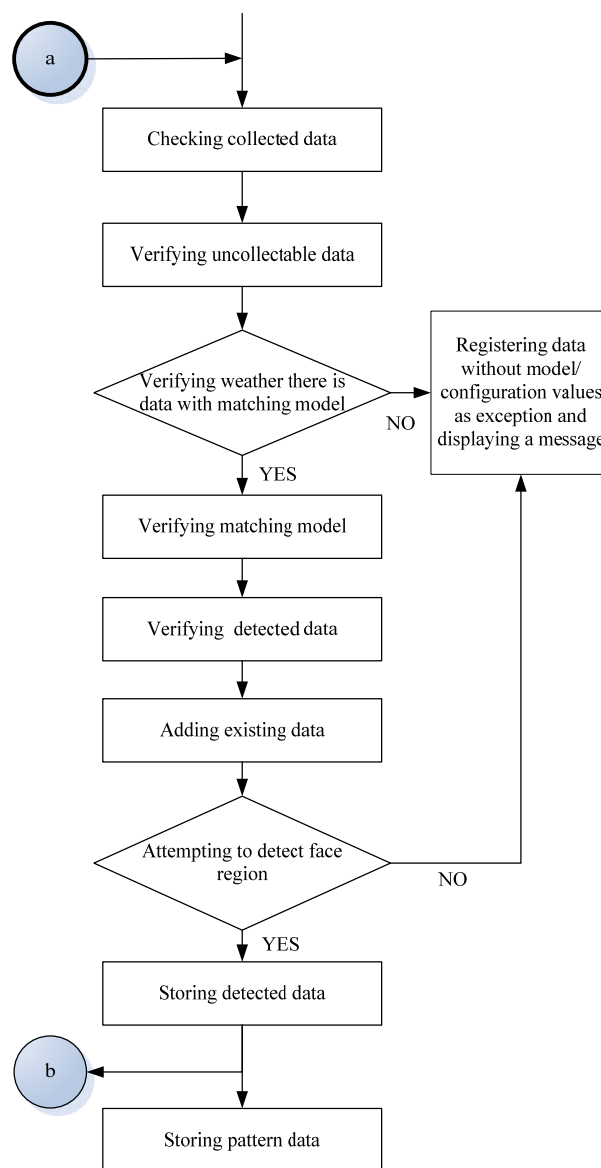 a
Checking collected data
Verifying uncollectable data
Verifying weather there is
data with matching model
NO
Registering data
without model/
configuration values
as exception and
displaying a message
YES
Verifying matching model
Verifying detected data
Adding existing data
Attempting to detect face
region
NO
YES
Storing detected data
b
Storing pattern data